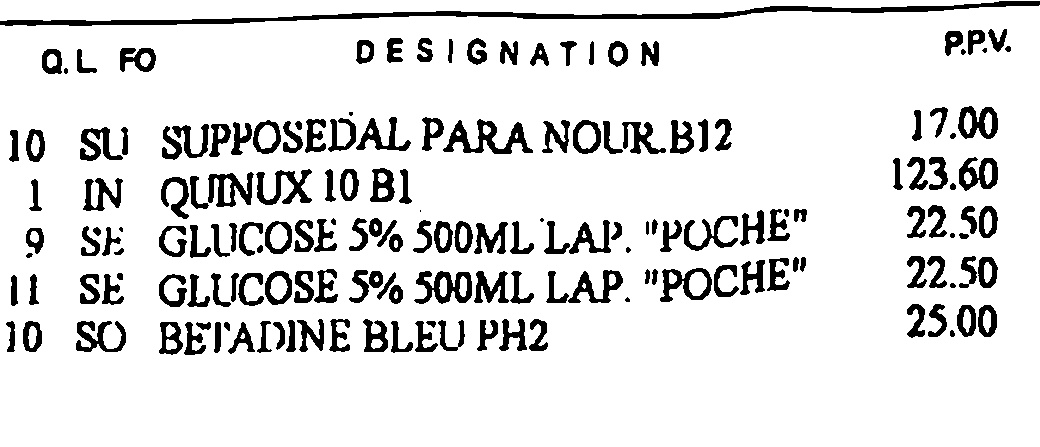 Q.L FO DESIGNATION P.P.V.
10 SU SUPPOSEDAL PARA NOUR.B12 17.00
1 IN QUINUX 10 B1 123.60
9 SE GLUCOSE 5% 500ML LAP. "POCHE" 22.50
11 SE GLUCOSE 5% 500ML LAP. "POCHE" 22.50
10 SO BETADINE BLEU PH2 25.00